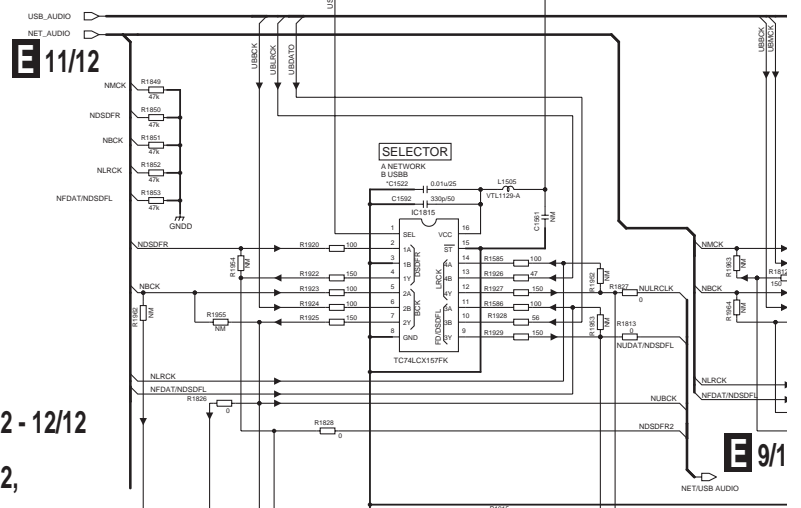 USB_AUDIO
NET_AUDIO
E 11/12
US
UBBCK
UBLRCK
UBDATO
UBBCK
UBMCK
NMCK
R1849
47k
NDSDFR
R1850
47k
NBCK
R1851
47k
NLRCK
R1852
47k
NFDAT/NDSDFL
R1853
47k
GNDD
SELECTOR
A NETWORK
B USBB
*C1522 0.01u/25
C1592 330p/50
L1505
VTL1129-A
C1561
NM
IC1815
1 SEL VCC 16
2 1A ST 15
3 1B 4A 14
4 1Y 4B 13
5 2A 4Y 12
6 2B 3A 11
7 2Y 3B 10
8 GND 3Y 9
DSDFR
BCK
LRCK
FD/DSDFL
TC74LCX157FK
NDSDFR
R1954
NM
NBCK
R1962
NM
R1955
NM
R1920 100
R1922 150
R1923 100
R1924 100
R1925 150
R1585 100
R1926 47
R1927 150
R1586 100
R1928 56
R1929 150
R1952
NM
R1953
NM
R1827
0
NULRCLK
R1813
0
NUDAT/NDSDFL
NMCK
R1963
NM
R1812
150
NBCK
R1964
NM
NLRCK
NFDAT/NDSDFL
NLRCK
NFDAT/NDSDFL
R1826
0
NUBCK
R1828
0
NDSDFR2
2 - 12/12
2,
E 9/1
NET/USB AUDIO